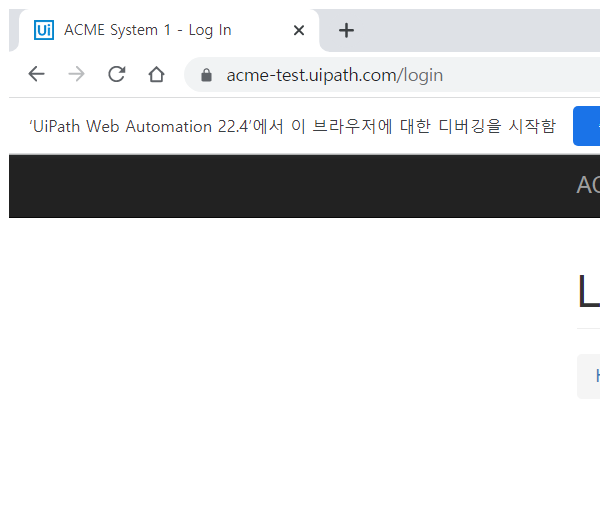 Ui ACME System 1 - Log In
acme-test.uipath.com/login
'UiPath Web Automation 22.4'에서 이 브라우저에 대한 디버깅을 시작함
AC
L